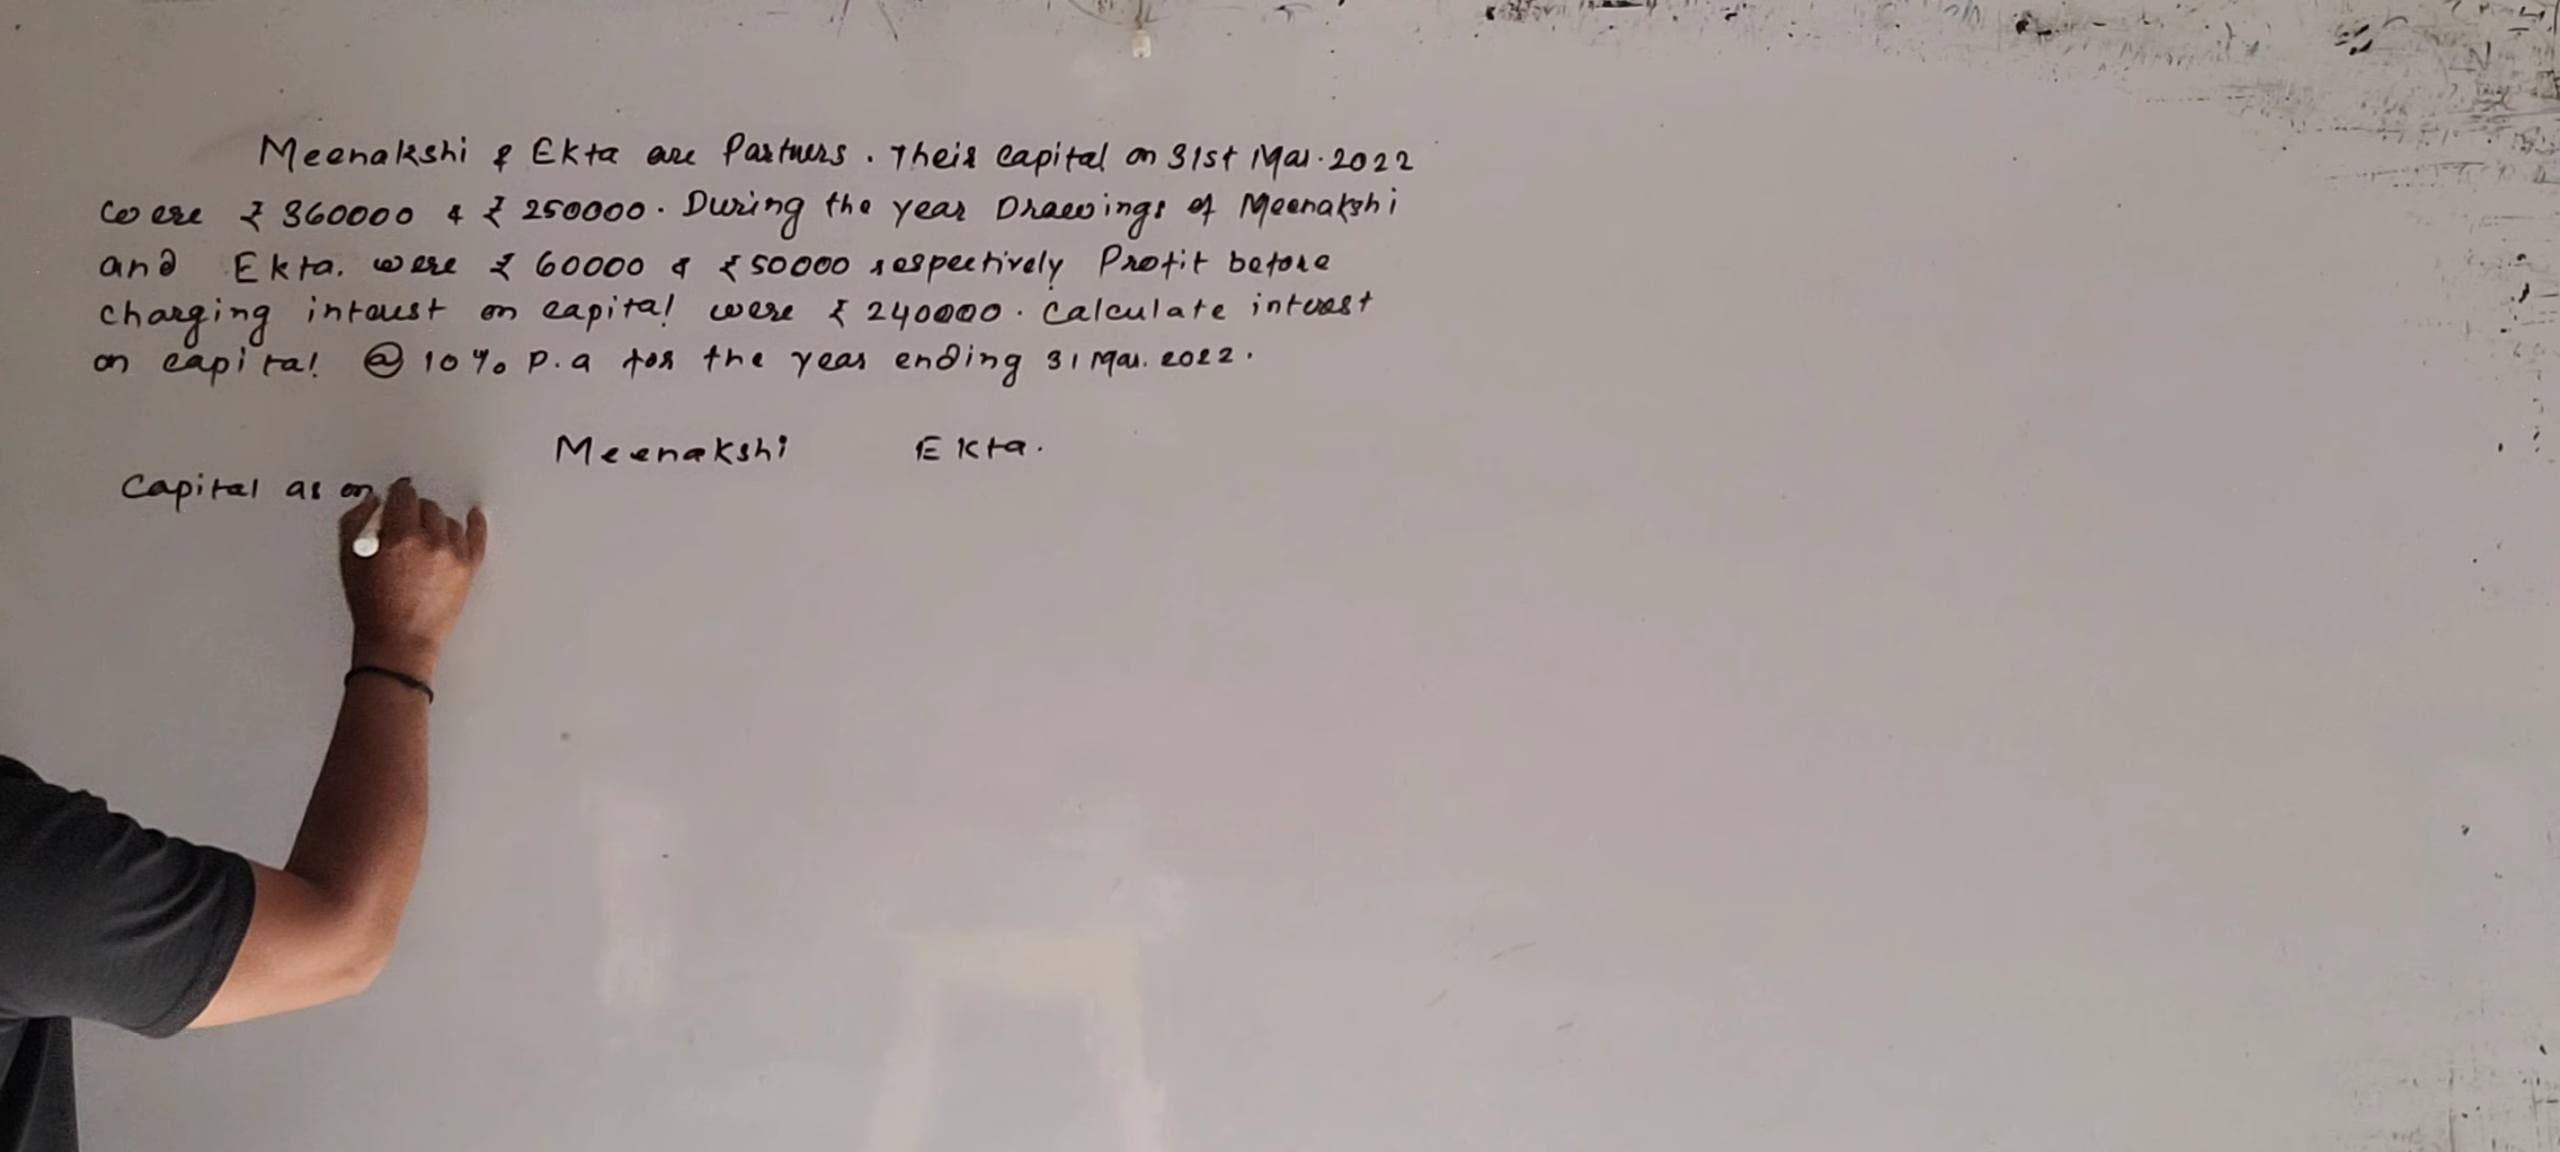 Meenakshi & Ekta are Partners. Their capital on 31st Mar. 2022
were ₹ 360000 & ₹ 250000. During the year Drawings of Meenakshi
and Ekta. were ₹ 60000 & ₹ 50000 respectively Profit before
charging interest on capital were ₹ 240000. Calculate interest
on capital @ 10% P.a for the year ending 31 Mar. 2022.
Meenakshi Ekta.
Capital as on